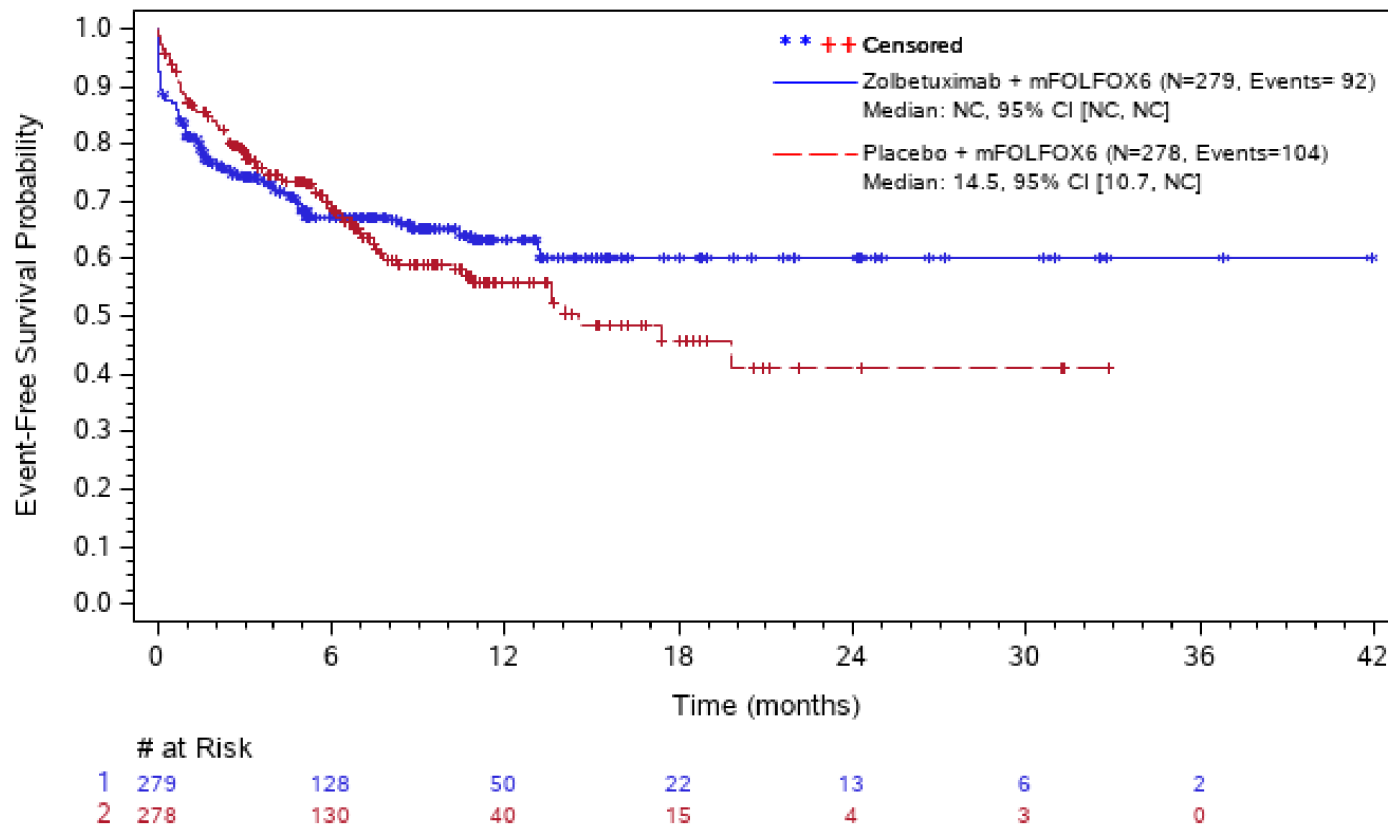 Event-Free Survival Probability
1.0
0.9
0.8
0.7
0.6
0.5
0.4
0.3
0.2
0.1
0.0
Censored
Zolbetuximab + mFOLFOX6 (N=279, Events= 92)
Median: NC, 95% CI [NC, NC]
Placebo + mFOLFOX6 (N=278, Events=104)
Median: 14.5, 95% CI [10.7, NC]
0 6 12 18 24 30 36 42
Time (months)
# at Risk
1 279 128 50 22 13 6 2
2 278 130 40 15 4 3 0